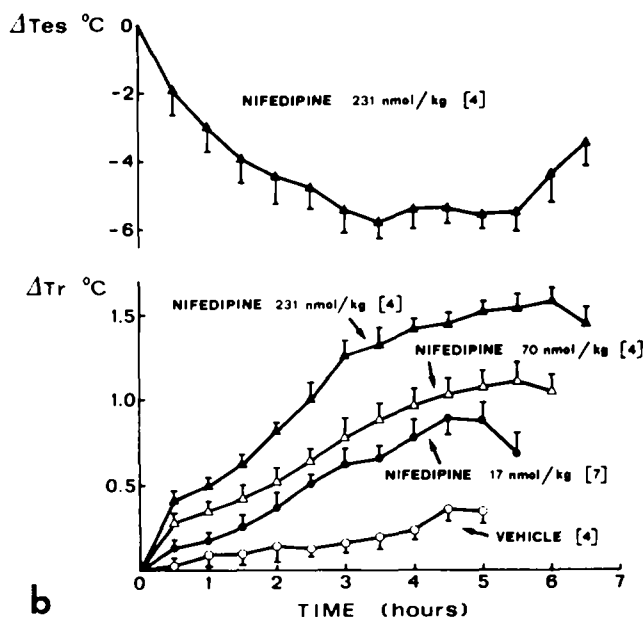 ΔTes °C
0
-2
-4
-6
NIFEDIPINE 231 nmol/kg [4]
ΔTr °C
1.5
1.0
0.5
NIFEDIPINE 231 nmol/kg [4]
NIFEDIPINE 70 nmol/kg [4]
NIFEDIPINE 17 nmol/kg [7]
VEHICLE [4]
0 1 2 3 4 5 6 7
TIME (hours)
b